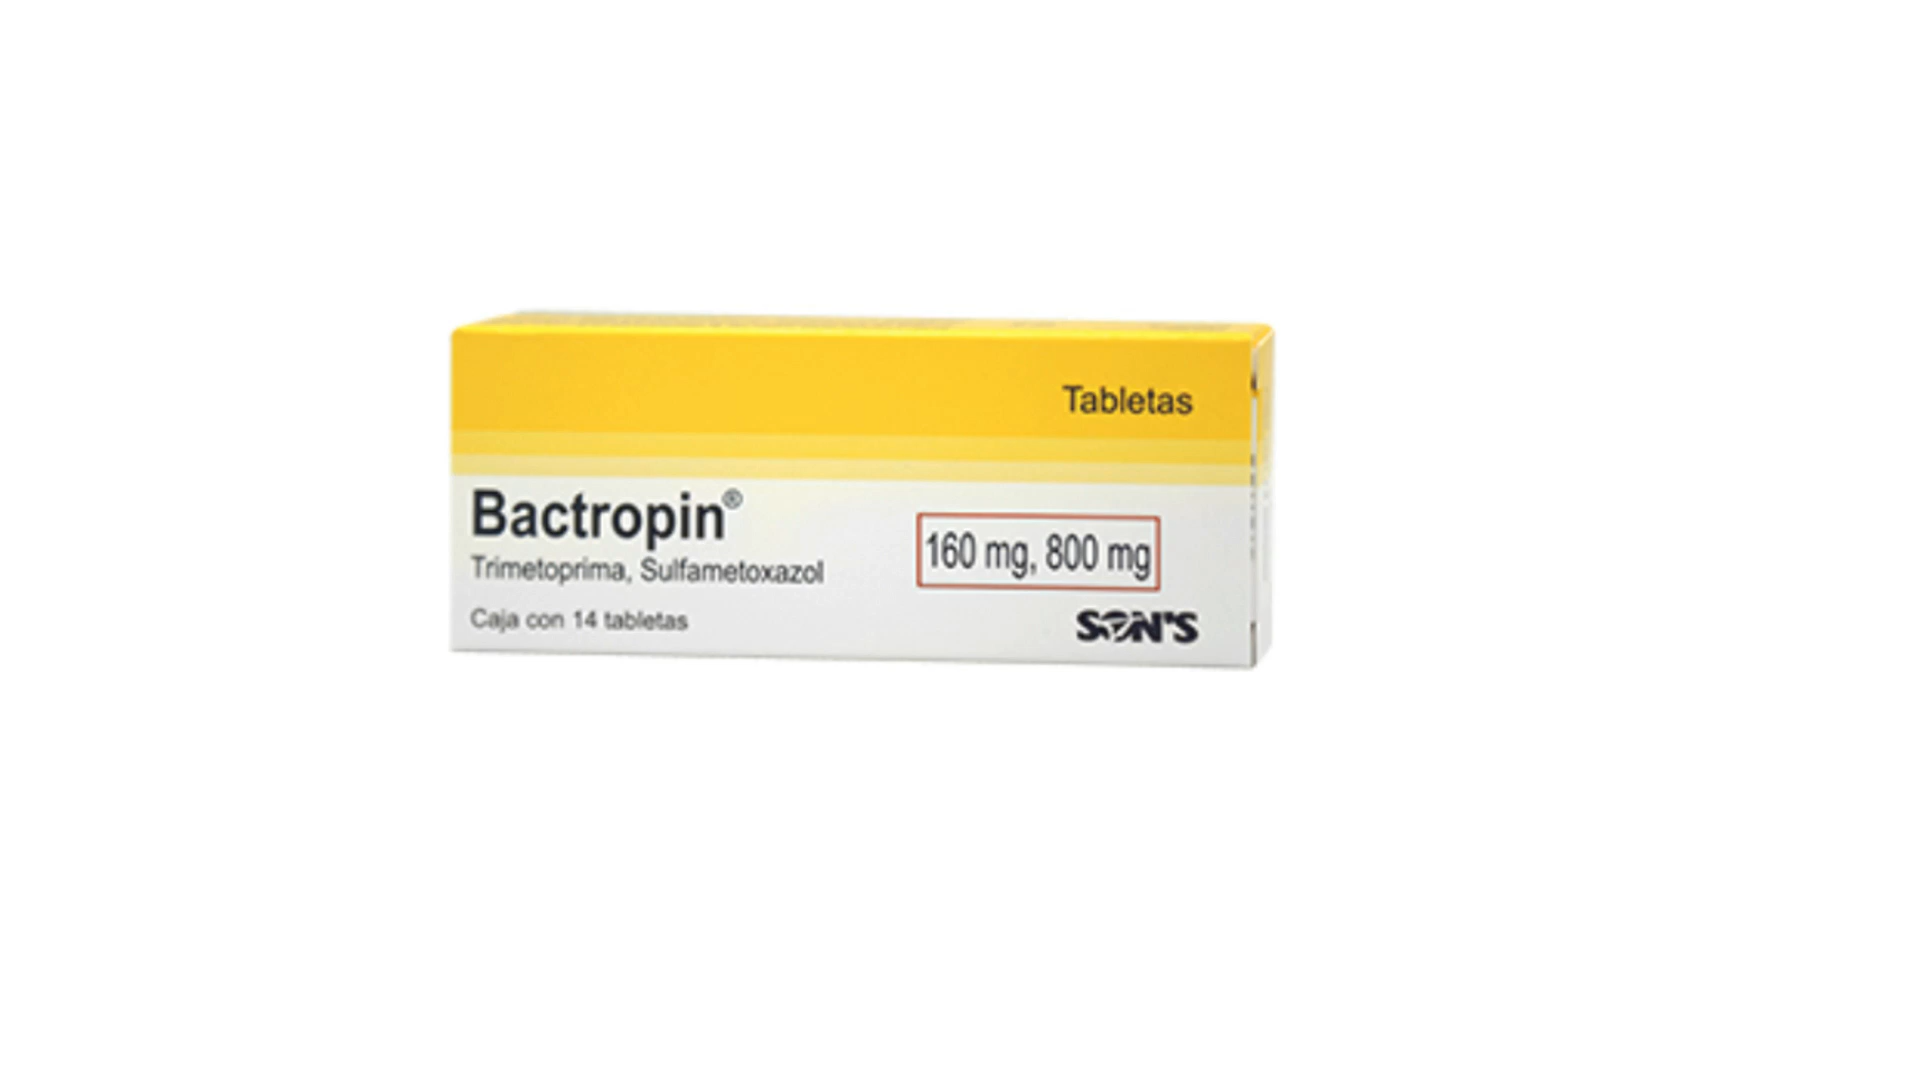 Tabletas
Bactropin®
Trimetoprima, Sulfametoxazol
160 mg, 800 mg
Caja con 14 tabletas
SON'S